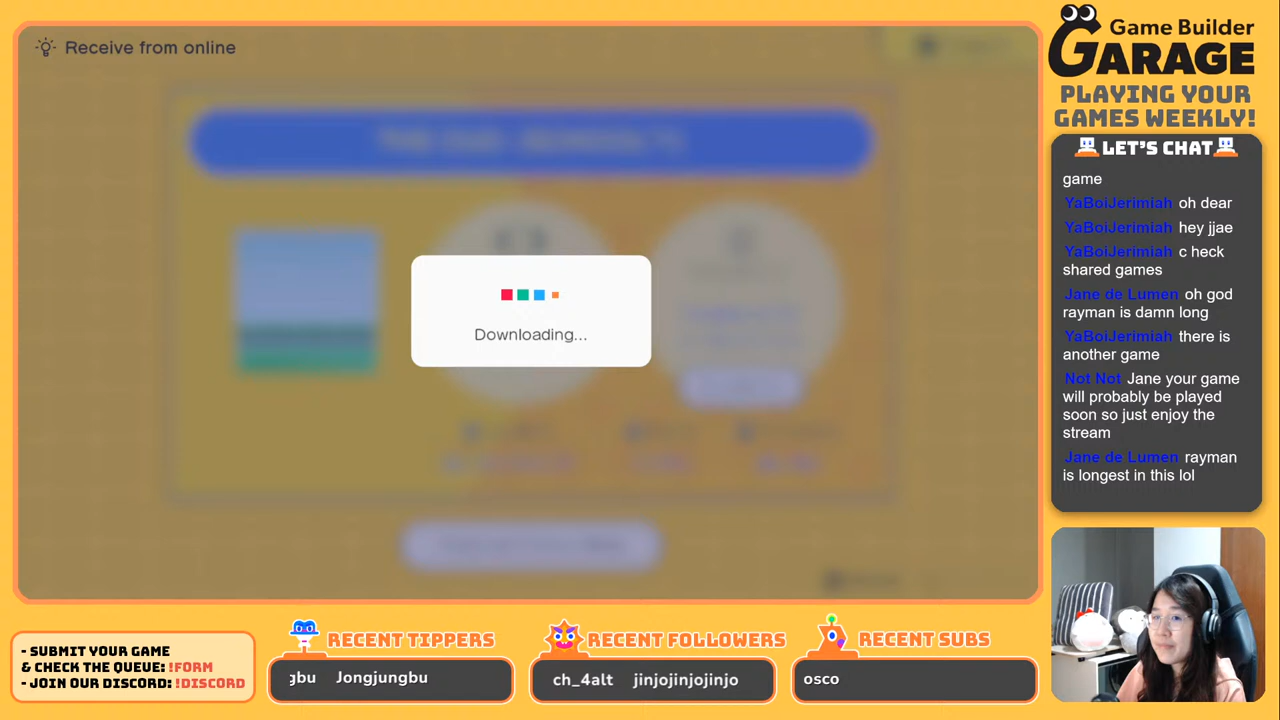 Receive from online
Downloading...
Game Builder
GARAGE
PLAYING YOUR
GAMES WEEKLY!
LET'S CHAT
game
YaBoiJerimiah oh dear
YaBoiJerimiah hey jjae
YaBoiJerimiah c heck
shared games
Jane de Lumen oh god
rayman is damn long
YaBoiJerimiah there is
another game
Not Not Jane your game
will probably be played
soon so just enjoy the
stream
Jane de Lumen rayman
is longest in this lol
- SUBMIT YOUR GAME
& CHECK THE QUEUE: !FORM
- JOIN OUR DISCORD: !DISCORD
RECENT TIPPERS
gbu Jongjungbu
RECENT FOLLOWERS
ch_4alt jinjojinjojinjo
RECENT SUBS
osco